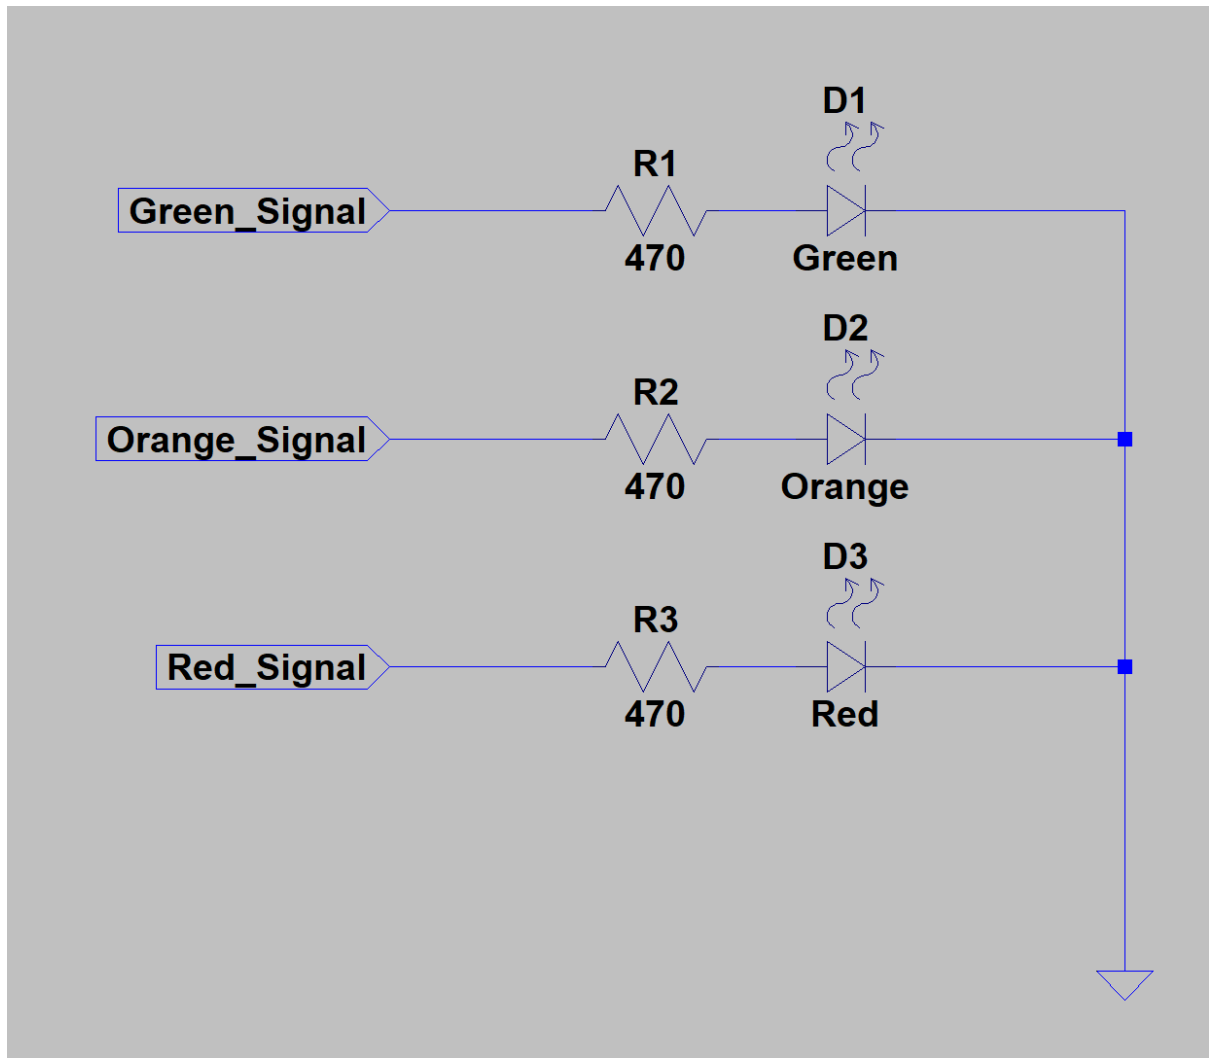 D1
R1
Green_Signal
470
Green
D2
R2
Orange_Signal
470
Orange
D3
R3
Red_Signal
470
Red